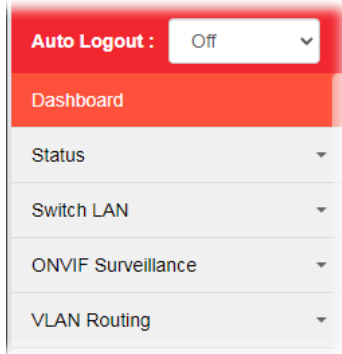 Auto Logout : Off
Dashboard
Status
Switch LAN
ONVIF Surveillance
VLAN Routing